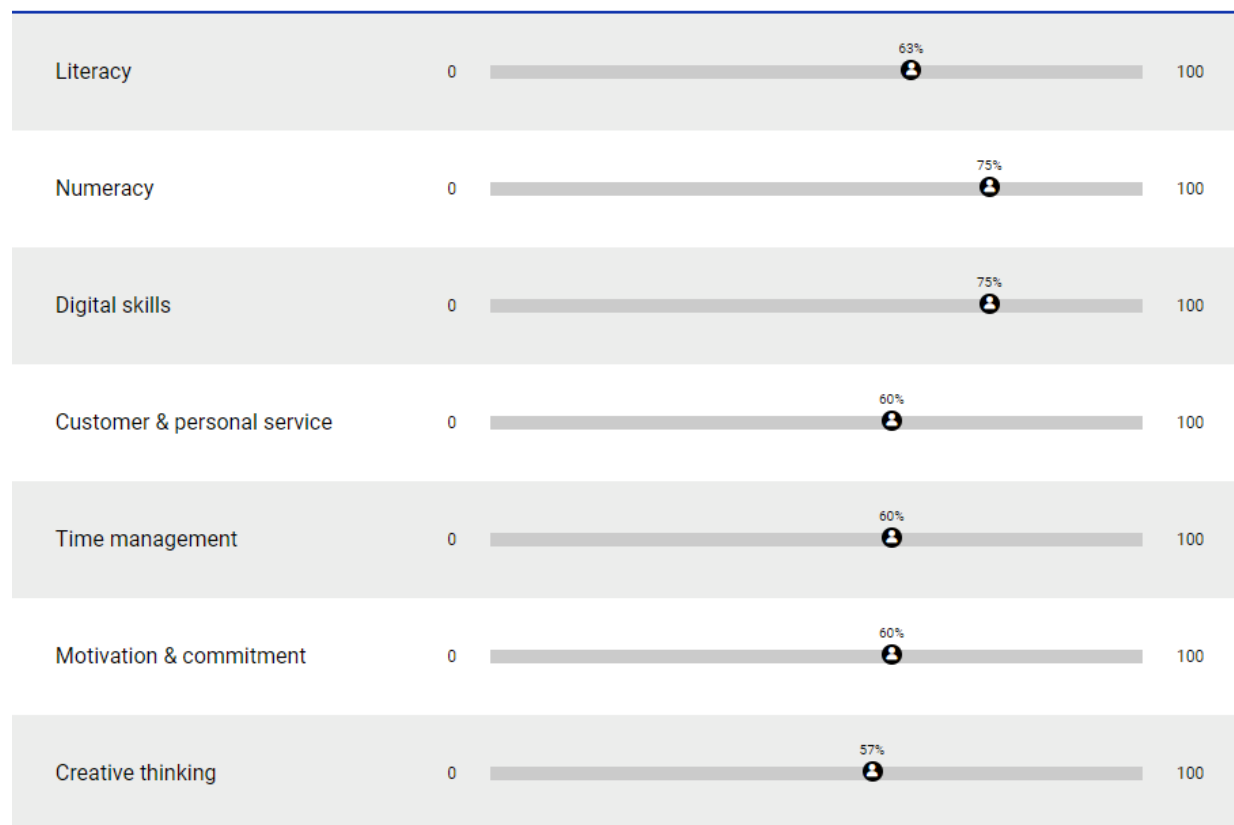 63%
Literacy 0 100
75%
Numeracy 0 100
75%
Digital skills 0 100
60%
Customer & personal service 0 100
60%
Time management 0 100
60%
Motivation & commitment 0 100
57%
Creative thinking 0 100